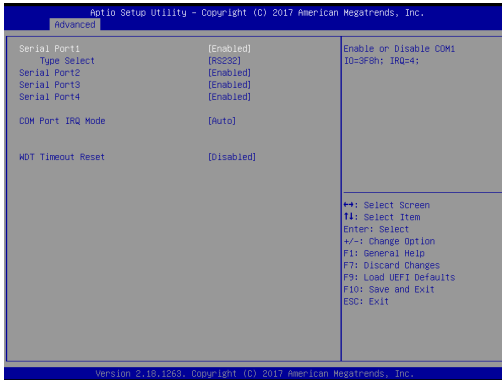 Aptio Setup Utility – Copyright (C) 2017 American Megatrends, Inc.
Advanced
Serial Port1 [Enabled]
Type Select [RS232]
Serial Port2 [Enabled]
Serial Port3 [Enabled]
Serial Port4 [Enabled]
COM Port IRQ Mode [Auto]
WDT Timeout Reset [Disabled]
Enable or Disable COM1
IO=3F8h; IRQ=4;
↔: Select Screen
↑↓: Select Item
Enter: Select
+/-: Change Option
F1: General Help
F7: Discard Changes
F9: Load UEFI Defaults
F10: Save and Exit
ESC: Exit
Version 2.18.1263. Copyright (C) 2017 American Megatrends, Inc.